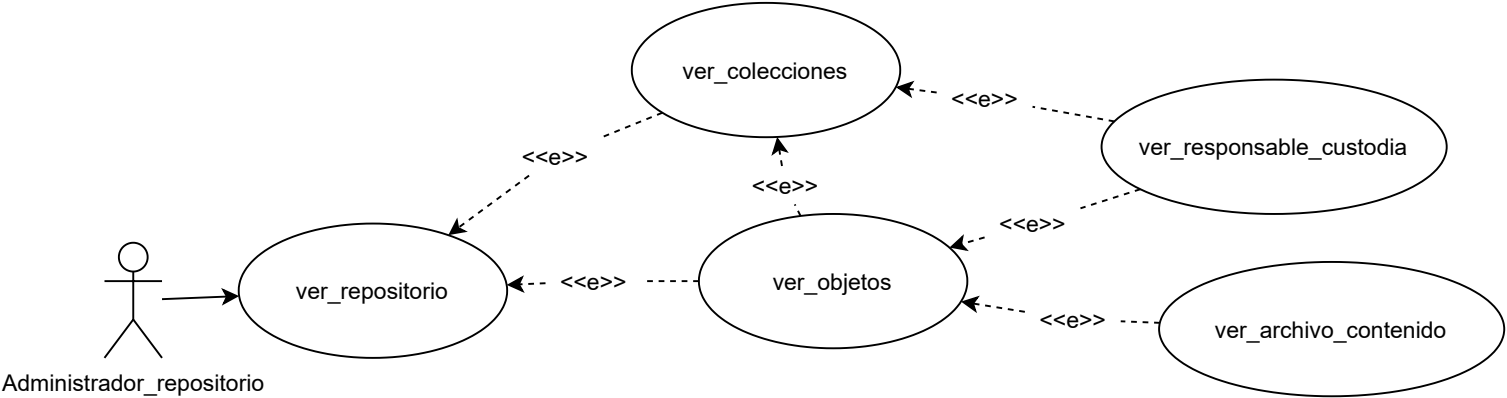 ver_colecciones
<<e>>
ver_responsable_custodia
<<e>>
<<e>>
<<e>>
ver_repositorio
<<e>>
ver_objetos
<<e>>
ver_archivo_contenido
Administrador_repositorio